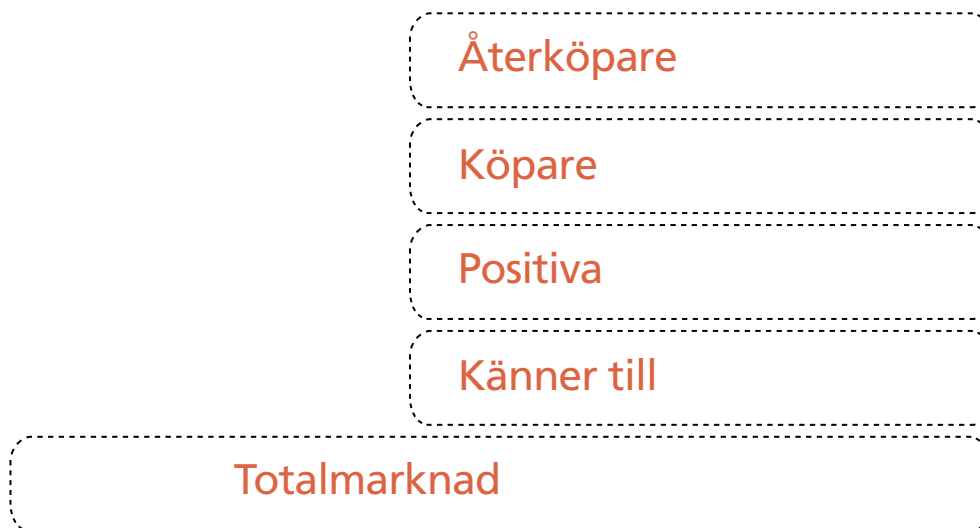 Återköpare
Köpare
Positiva
Känner till
Totalmarknad